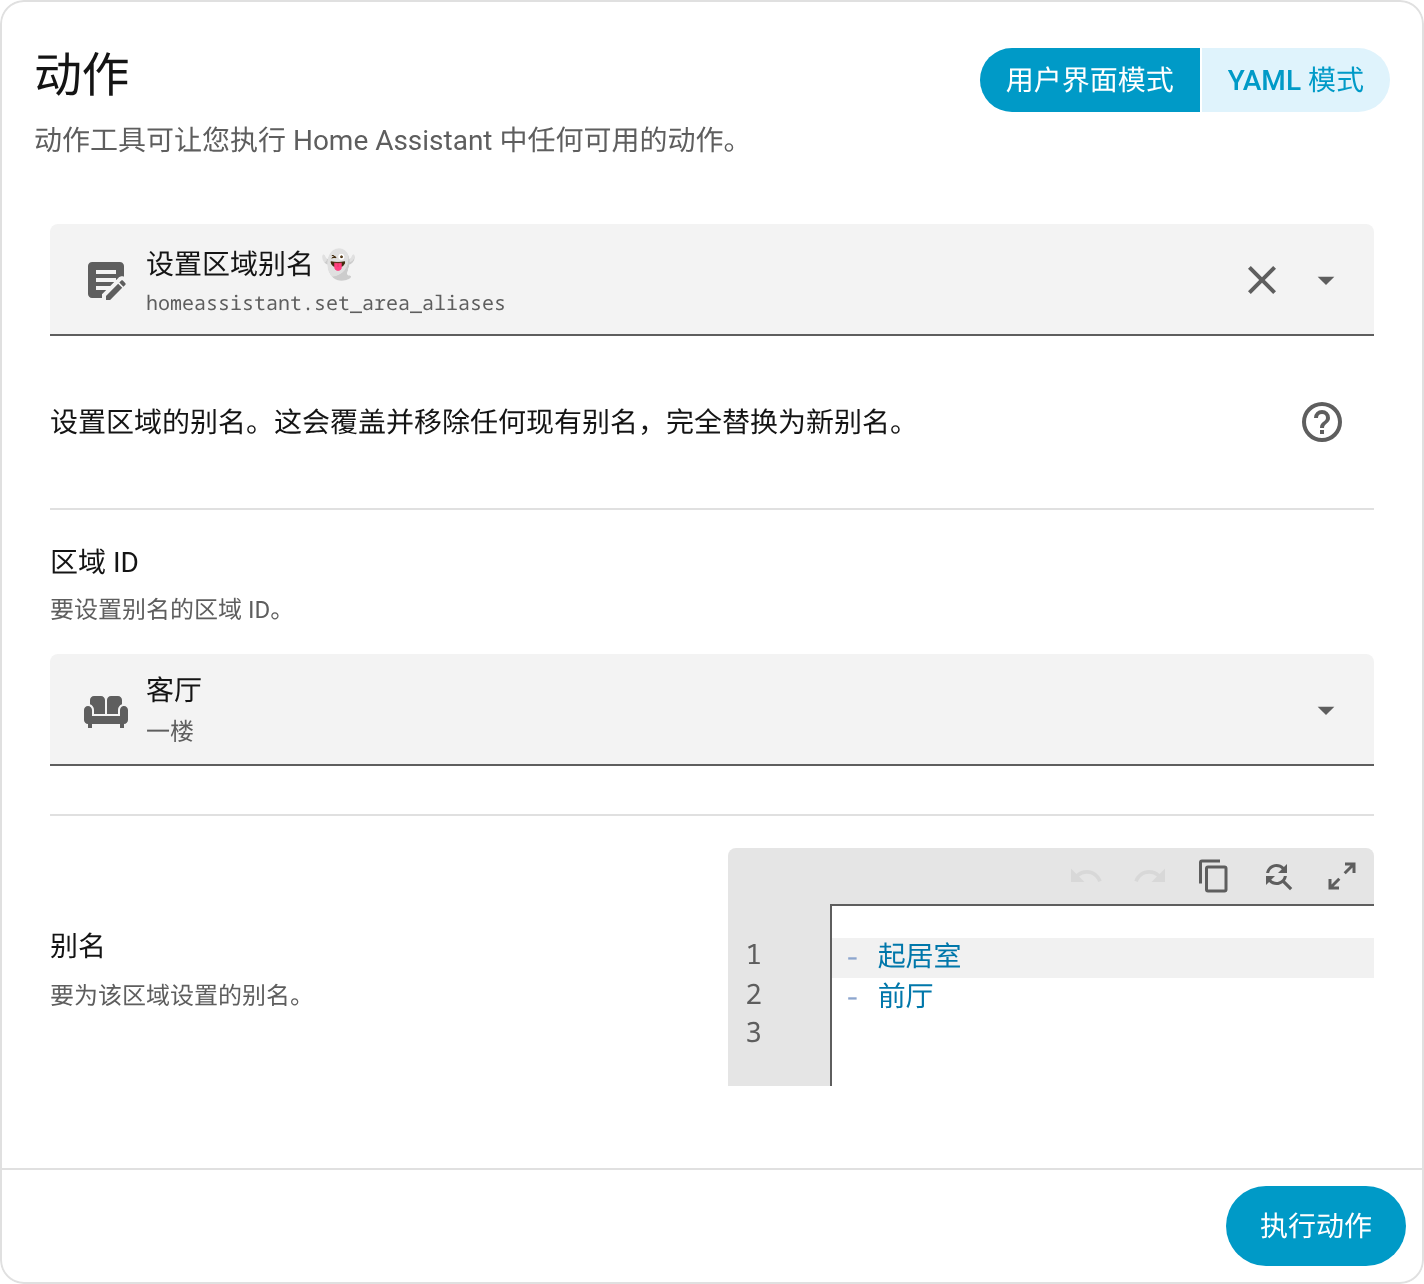 动作
用户界面模式
YAML 模式
动作工具可让您执行 Home Assistant 中任何可用的动作。
设置区域别名 👻
homeassistant.set_area_aliases
设置区域的别名。这会覆盖并移除任何现有别名，完全替换为新别名。
区域 ID
要设置别名的区域 ID。
客厅
一楼
别名
要为该区域设置的别名。
1 - 起居室
2 - 前厅
3
执行动作